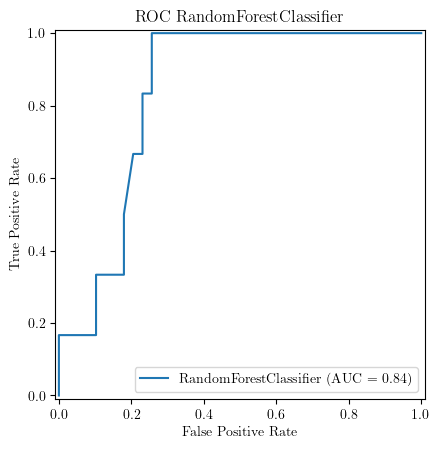 ROC RandomForestClassifier
1.0
0.8
0.6
0.4
0.2
0.0
True Positive Rate
RandomForestClassifier (AUC = 0.84)
0.0 0.2 0.4 0.6 0.8 1.0
False Positive Rate